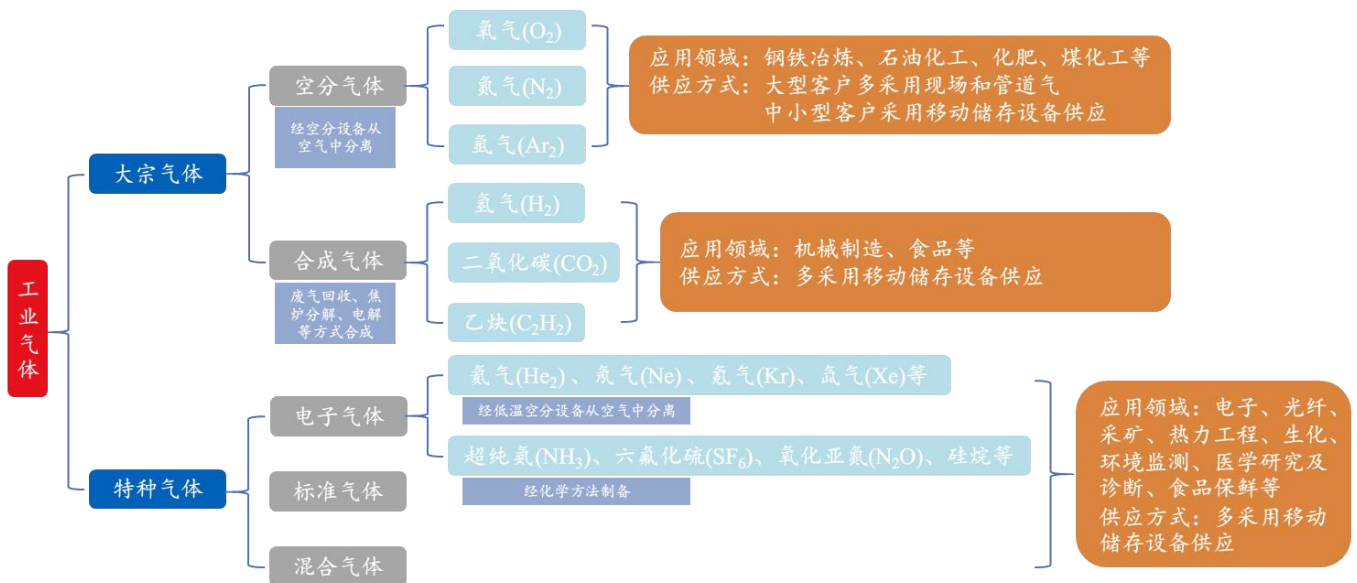 工业气体
大宗气体
空分气体
经空分设备从
空气中分离
氧气(O₂)
氮气(N₂)
氩气(Ar₂)
应用领域：钢铁冶炼、石油化工、化肥、煤化工等
供应方式：大型客户多采用现场和管道气
中小型客户采用移动储存设备供应
合成气体
废气回收、焦
炉分解、电解
等方式合成
氢气(H₂)
二氧化碳(CO₂)
乙炔(C₂H₂)
应用领域：机械制造、食品等
供应方式：多采用移动储存设备供应
特种气体
电子气体
氦气(He₂)、氖气(Ne)、氪气(Kr)、氙气(Xe)等
经低温空分设备从空气中分离
超纯氨(NH₃)、六氟化硫(SF₆)、氧化亚氮(N₂O)、硅烷等
经化学方法制备
标准气体
混合气体
应用领域：电子、光纤、
采矿、热力工程、生化、
环境监测、医学研究及
诊断、食品保鲜等
供应方式：多采用移动
储存设备供应